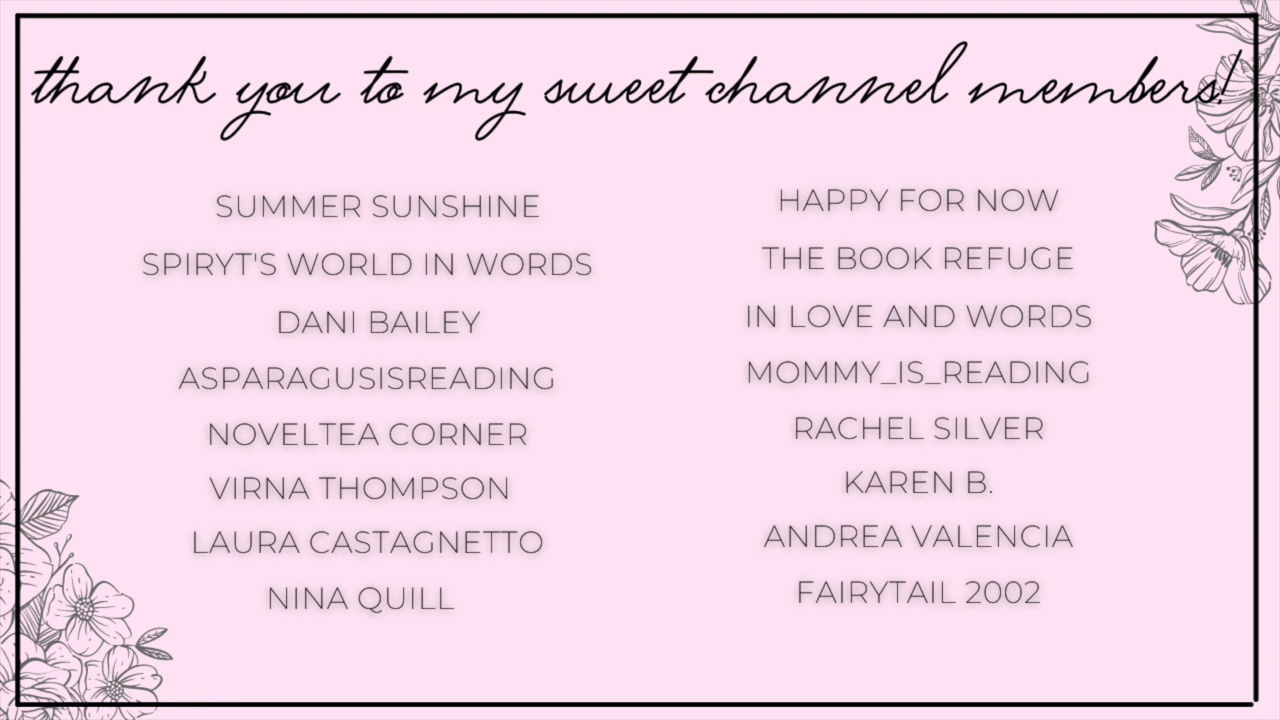 thank you to my sweet channel members!
SUMMER SUNSHINE
SPIRYT'S WORLD IN WORDS
DANI BAILEY
ASPARAGUSISREADING
NOVELTEA CORNER
VIRNA THOMPSON
LAURA CASTAGNETTO
NINA QUILL
HAPPY FOR NOW
THE BOOK REFUGE
IN LOVE AND WORDS
MOMMY_IS_READING
RACHEL SILVER
KAREN B.
ANDREA VALENCIA
FAIRYTAIL 2002